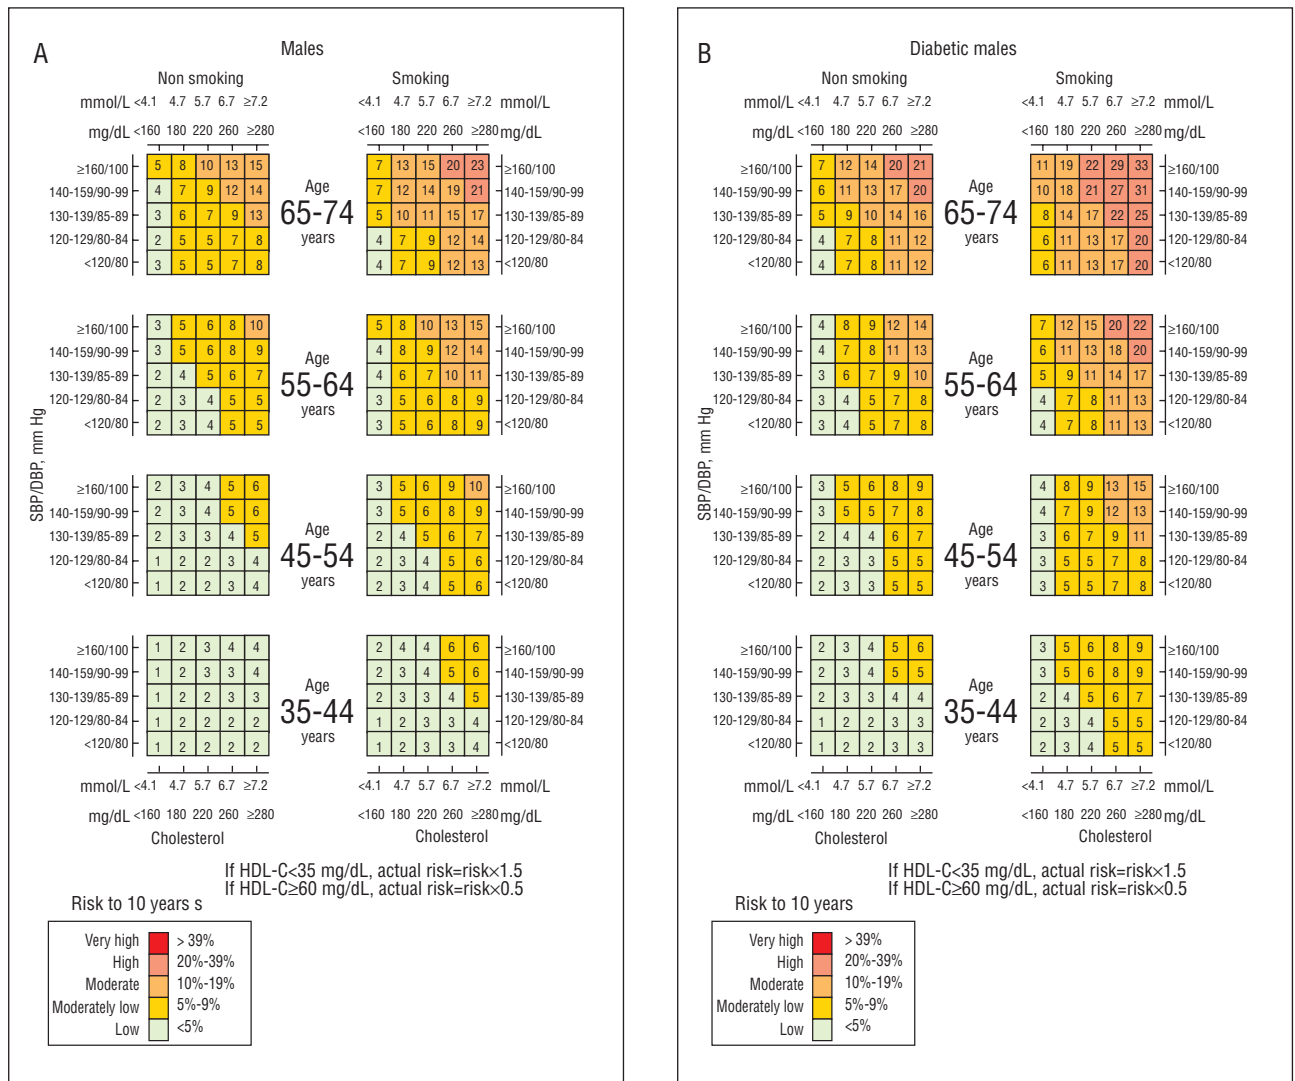 A
Males
Non smoking
Smoking
mmol/L <4.1 4.7 5.7 6.7 ≥7.2
<4.1 4.7 5.7 6.7 ≥7.2 mmol/L
mg/dL <160 180 220 260 ≥280
<160 180 220 260 ≥280 mg/dL
SBP/DBP, mm Hg
≥160/100 5 8 10 13 15 7 13 15 20 23 ≥160/100
140-159/90-99 4 7 9 12 14 7 12 14 19 21 140-159/90-99
130-139/85-89 3 6 7 9 13 5 10 11 15 17 130-139/85-89
120-129/80-84 2 5 5 7 8 4 7 9 12 14 120-129/80-84
<120/80 3 5 5 7 8 4 7 9 12 13 <120/80
Age
65-74
years
≥160/100 3 5 6 8 10 5 8 10 13 15 ≥160/100
140-159/90-99 3 5 6 8 9 4 8 9 12 14 140-159/90-99
130-139/85-89 2 4 5 6 7 4 6 7 10 11 130-139/85-89
120-129/80-84 2 3 4 5 5 3 5 6 8 9 120-129/80-84
<120/80 2 3 4 5 5 3 5 6 8 9 <120/80
Age
55-64
years
≥160/100 2 3 4 5 6 3 5 6 9 10 ≥160/100
140-159/90-99 2 3 4 5 6 3 5 6 8 9 140-159/90-99
130-139/85-89 2 3 3 4 5 2 4 5 6 7 130-139/85-89
120-129/80-84 1 2 2 3 4 2 3 4 5 6 120-129/80-84
<120/80 1 2 2 3 4 2 3 4 5 6 <120/80
Age
45-54
years
≥160/100 1 2 3 4 4 2 4 4 6 6 ≥160/100
140-159/90-99 1 2 3 3 4 2 3 4 5 6 140-159/90-99
130-139/85-89 1 2 2 3 3 2 3 3 4 5 130-139/85-89
120-129/80-84 1 2 2 2 2 1 2 3 3 4 120-129/80-84
<120/80 1 2 2 2 2 1 2 3 3 4 <120/80
Age
35-44
years
mmol/L <4.1 4.7 5.7 6.7 ≥7.2
<4.1 4.7 5.7 6.7 ≥7.2 mmol/L
mg/dL <160 180 220 260 ≥280
<160 180 220 260 ≥280 mg/dL
Cholesterol
Cholesterol
If HDL-C<35 mg/dL, actual risk=risk×1.5
If HDL-C≥60 mg/dL, actual risk=risk×0.5
Risk to 10 years s
Very high > 39%
High 20%-39%
Moderate 10%-19%
Moderately low 5%-9%
Low <5%
B
Diabetic males
Non smoking
Smoking
mmol/L <4.1 4.7 5.7 6.7 ≥7.2
<4.1 4.7 5.7 6.7 ≥7.2 mmol/L
mg/dL <160 180 220 260 ≥280
<160 180 220 260 ≥280 mg/dL
SBP/DBP, mm Hg
≥160/100 7 12 14 20 21 11 19 22 29 33 ≥160/100
140-159/90-99 6 11 13 17 20 10 18 21 27 31 140-159/90-99
130-139/85-89 5 9 10 14 16 8 14 17 22 25 130-139/85-89
120-129/80-84 4 7 8 11 12 6 11 13 17 20 120-129/80-84
<120/80 4 7 8 11 12 6 11 13 17 20 <120/80
Age
65-74
years
≥160/100 4 8 9 12 14 7 12 15 20 22 ≥160/100
140-159/90-99 4 7 8 11 13 6 11 13 18 20 140-159/90-99
130-139/85-89 3 6 7 9 10 5 9 11 14 17 130-139/85-89
120-129/80-84 3 4 5 7 8 4 7 8 11 13 120-129/80-84
<120/80 3 4 5 7 8 4 7 8 11 13 <120/80
Age
55-64
years
≥160/100 3 5 6 8 9 4 8 9 13 15 ≥160/100
140-159/90-99 3 5 5 7 8 4 7 9 12 13 140-159/90-99
130-139/85-89 2 4 4 6 7 3 6 7 9 11 130-139/85-89
120-129/80-84 2 3 3 5 5 3 5 5 7 8 120-129/80-84
<120/80 2 3 3 5 5 3 5 5 7 8 <120/80
Age
45-54
years
≥160/100 2 3 4 5 6 3 5 6 8 9 ≥160/100
140-159/90-99 2 3 4 5 5 3 5 6 8 9 140-159/90-99
130-139/85-89 2 3 3 4 4 2 4 5 6 7 130-139/85-89
120-129/80-84 1 2 2 3 3 2 3 4 5 5 120-129/80-84
<120/80 1 2 2 3 3 2 3 4 5 5 <120/80
Age
35-44
years
mmol/L <4.1 4.7 5.7 6.7 ≥7.2
<4.1 4.7 5.7 6.7 ≥7.2 mmol/L
mg/dL <160 180 220 260 ≥280
<160 180 220 260 ≥280 mg/dL
Cholesterol
Cholesterol
If HDL-C<35 mg/dL, actual risk=risk×1.5
If HDL-C≥60 mg/dL, actual risk=risk×0.5
Risk to 10 years
Very high > 39%
High 20%-39%
Moderate 10%-19%
Moderately low 5%-9%
Low <5%